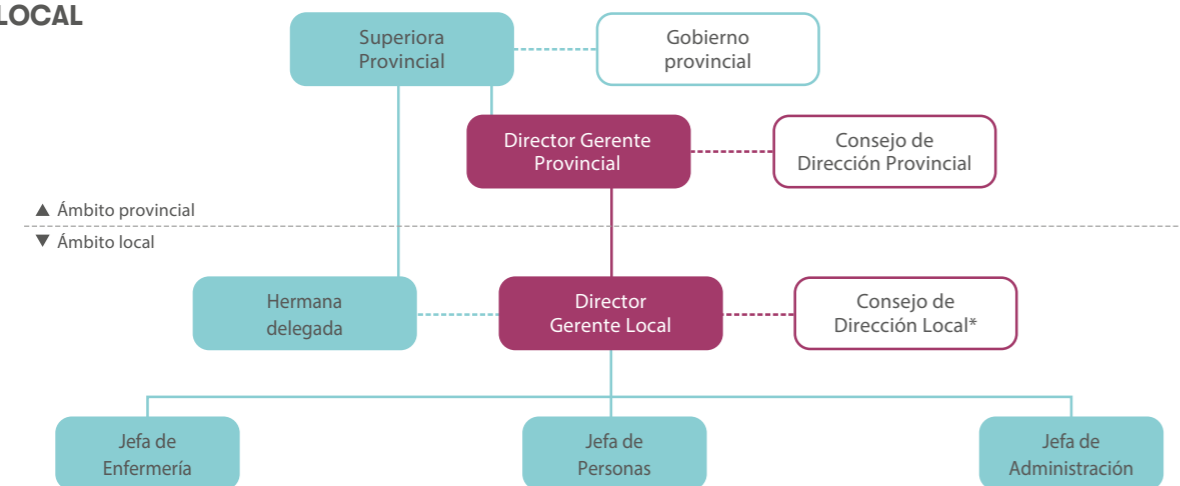 LOCAL
Superiora
Provincial
Gobierno
provincial
Director Gerente
Provincial
Consejo de
Dirección Provincial
▲ Ámbito provincial
▼ Ámbito local
Hermana
delegada
Director
Gerente Local
Consejo de
Dirección Local*
Jefa de
Enfermería
Jefa de
Personas
Jefa de
Administración